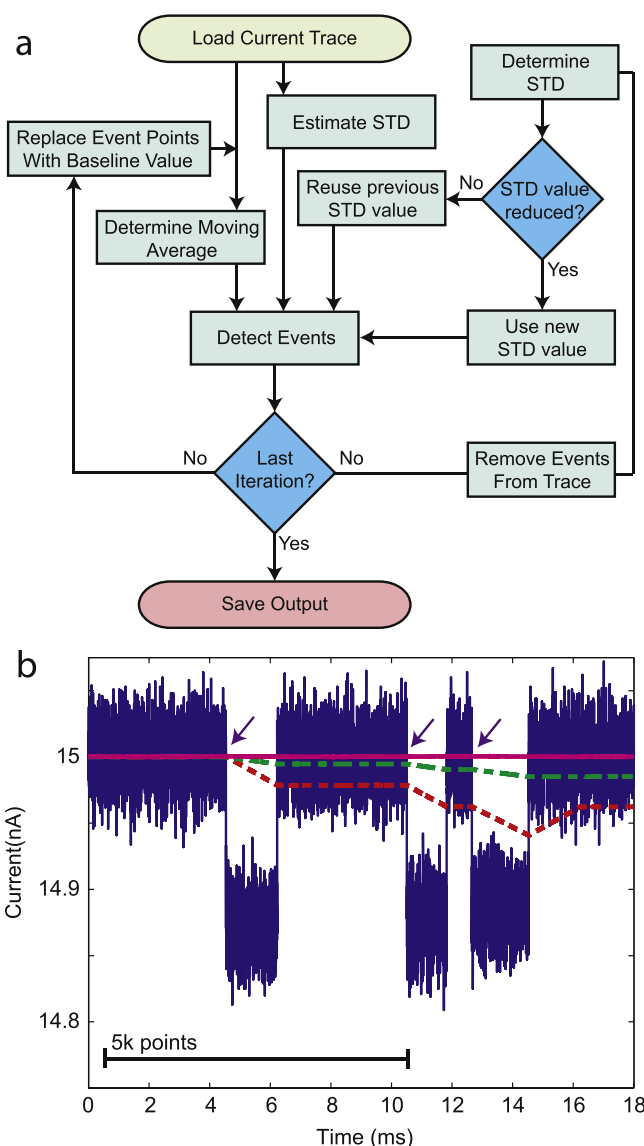 a
Load Current Trace
Determine
STD
Estimate STD
Replace Event Points
With Baseline Value
Reuse previous
STD value
No
STD value
reduced?
Determine Moving
Average
Yes
Detect Events
Use new
STD value
No
Last
Iteration?
No
Remove Events
From Trace
Yes
Save Output
b
Current(nA)
15
14.9
14.8
5k points
0 2 4 6 8 10 12 14 16 18
Time (ms)